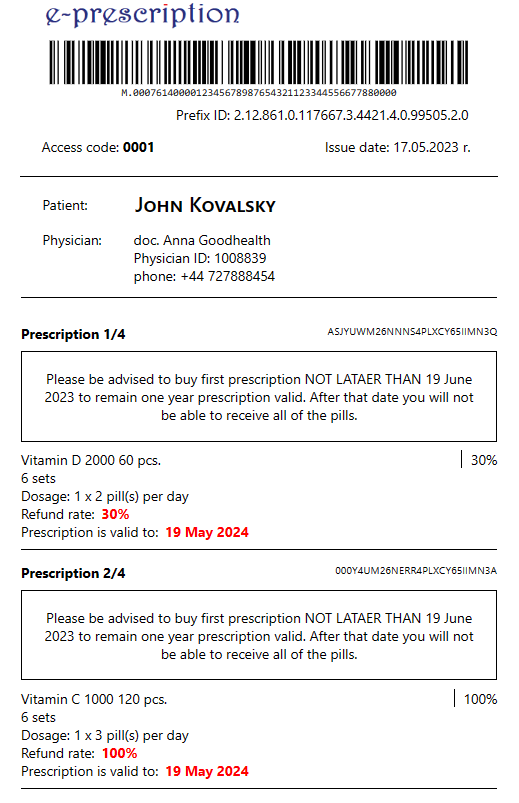 e-prescription
M.00076140000123456789876543211233445566778​80000
Prefix ID: 2.12.861.0.117667.3.4421.4.0.99505.2.0
Access code: 0001
Issue date: 17.05.2023 r.
Patient: John Kovalsky
Physician: doc. Anna Goodhealth
Physician ID: 1008839
phone: +44 727888454
Prescription 1/4
ASJYUWM26NNNS4PLXCY65IIMN3Q
Please be advised to buy first prescription NOT LATAER THAN 19 June
2023 to remain one year prescription valid. After that date you will not
be able to receive all of the pills.
Vitamin D 2000 60 pcs.
30%
6 sets
Dosage: 1 x 2 pill(s) per day
Refund rate: 30%
Prescription is valid to: 19 May 2024
Prescription 2/4
000Y4UM26NERR4PLXCY65IIMN3A
Please be advised to buy first prescription NOT LATAER THAN 19 June
2023 to remain one year prescription valid. After that date you will not
be able to receive all of the pills.
Vitamin C 1000 120 pcs.
100%
6 sets
Dosage: 1 x 3 pill(s) per day
Refund rate: 100%
Prescription is valid to: 19 May 2024